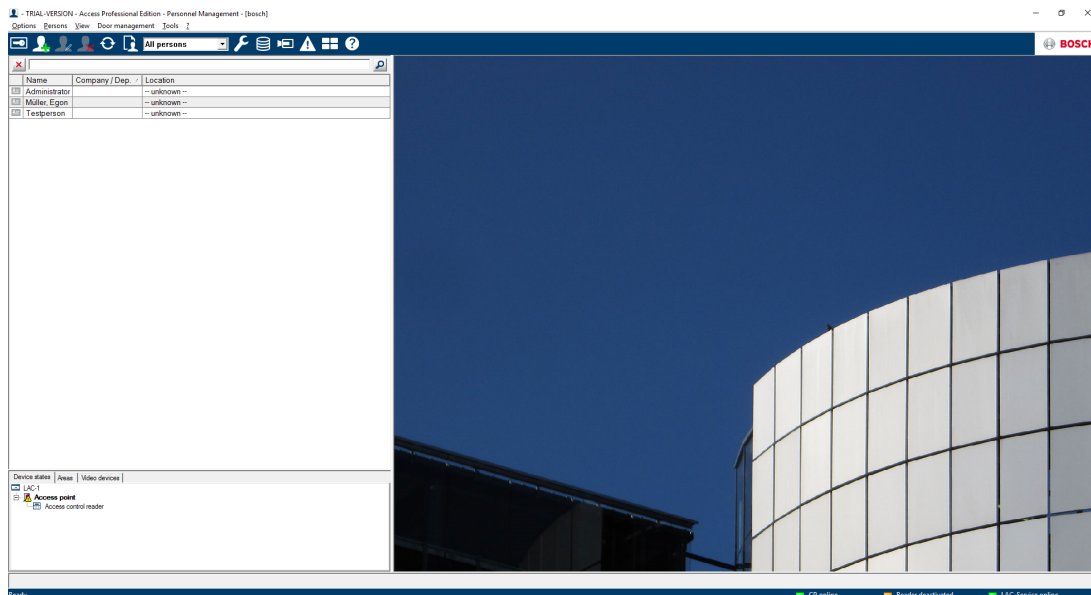 - TRIAL-VERSION - Access Professional Edition - Personnel Management - [bosch]
Options Persons View Door management Tools ?
All persons
BOSCH
Name Company / Dep. Location
Administrator -- unknown --
Müller, Egon -- unknown --
Testperson -- unknown --
Device states Areas Video devices
LAC-1
Access point
Access control reader
Ready CP online Reader deactivated LAC-Service online